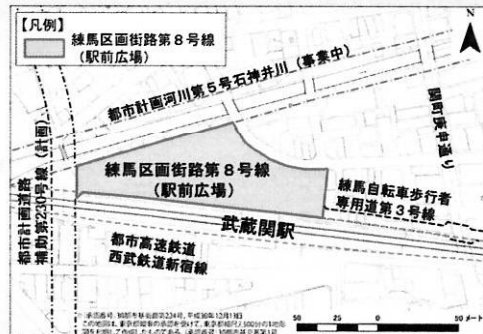 【凡例】
練馬区画街路第8号線
（駅前広場）
N
都市計画河川第5号石神井川（事業中）
関町庚申通り
都市計画道路
補助第230号線（計画）
練馬区画街路第8号線
（駅前広場）
練馬自転車歩行者
専用道第3号線
武蔵関駅
都市高速鉄道
西武鉄道新宿線
50
0
50 メートル